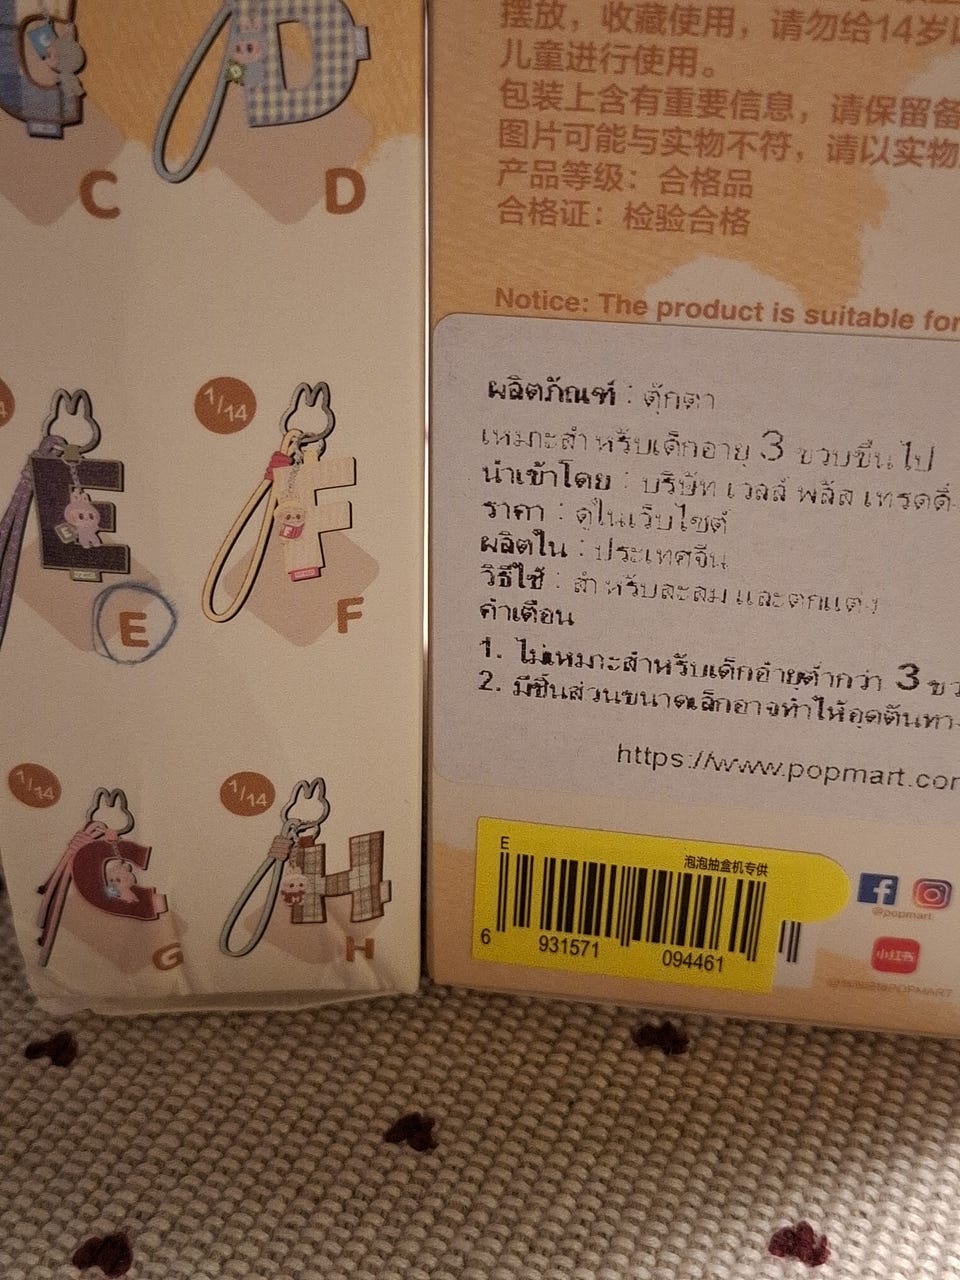 C
D
E
1/14
F
1/14
G
1/14
H
摆放，收藏使用，请勿给14岁以
儿童进行使用。
包装上含有重要信息，请保留备
图片可能与实物不符，请以实物
产品等级：合格品
合格证：检验合格
Notice: The product is suitable for
ผลิตภัณฑ์ : ตุ๊กตา
เหมาะสำหรับเด็กอายุ 3 ขวบขึ้นไป
นำเข้าโดย : บริษัท เวลล์ พลัส เทรดดิ้
ราคา : ดูในเว็บไซต์
ผลิตใน : ประเทศจีน
วิธีใช้ : สำหรับสะสม และตกแต่ง
คำเตือน
1. ไม่เหมาะสำหรับเด็กอายุต่ำกว่า 3 ขว
2. มีชิ้นส่วนขนาดเล็กอาจทำให้อุดตันทา
https://www.popmart.co
E
泡泡抽盒机专供
6 931571 094461
@popmart
小红书
POPMART